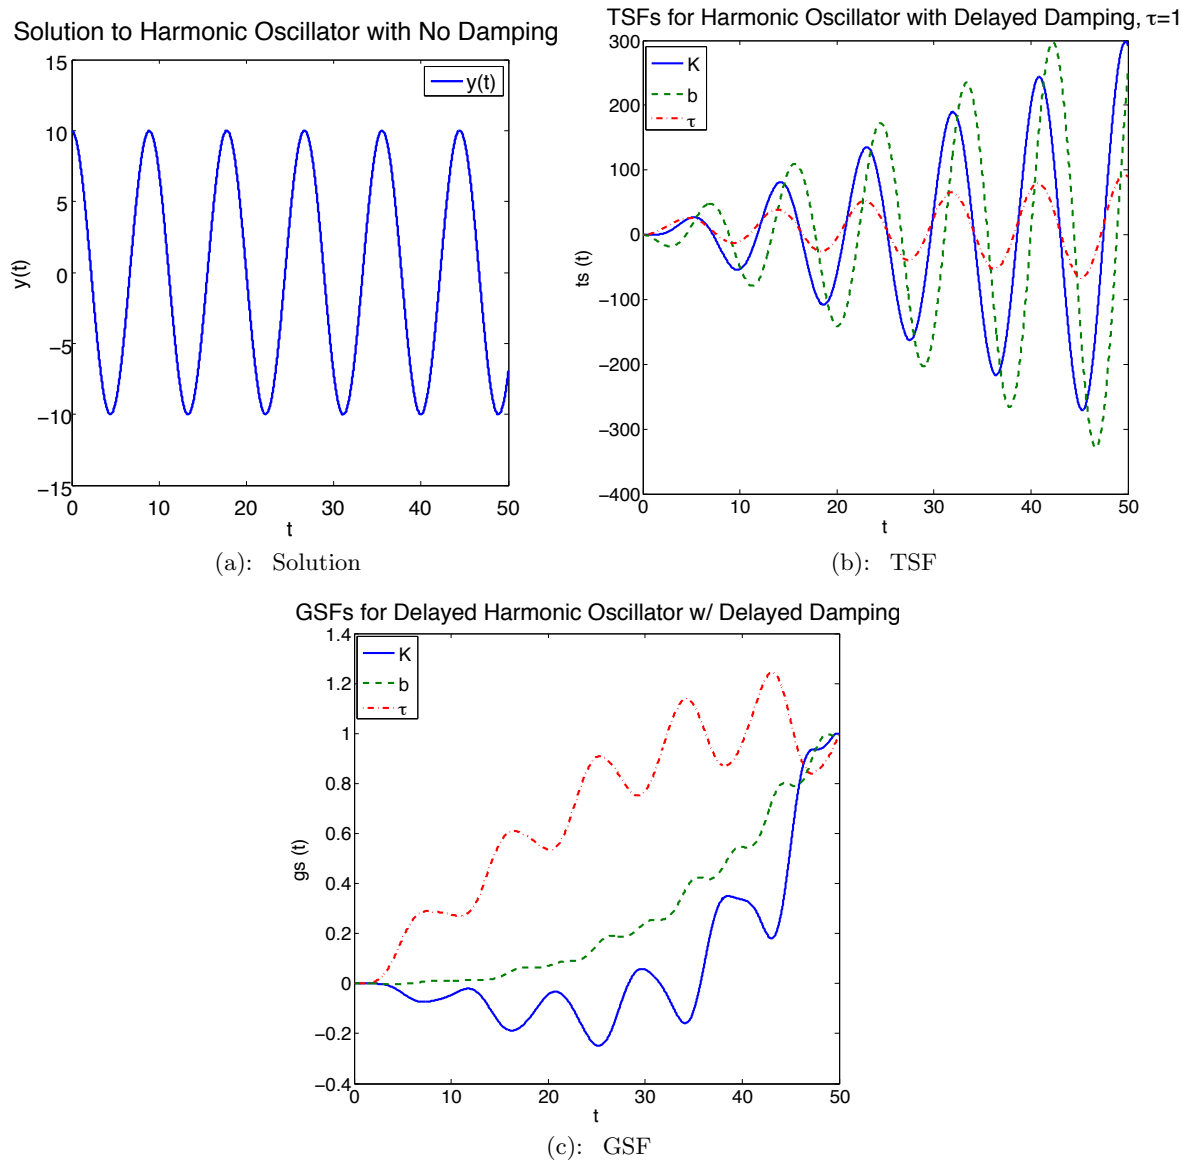 Solution to Harmonic Oscillator with No Damping
15
10
5
0
−5
−10
−15
y(t)
y(t)
0 10 20 30 40 50
t
(a): Solution
TSFs for Harmonic Oscillator with Delayed Damping, τ=1
300
200
100
0
−100
−200
−300
−400
ts (t)
K
b
τ
0 10 20 30 40 50
t
(b): TSF
GSFs for Delayed Harmonic Oscillator w/ Delayed Damping
1.4
1.2
1
0.8
0.6
0.4
0.2
0
−0.2
−0.4
gs (t)
K
b
τ
0 10 20 30 40 50
t
(c): GSF